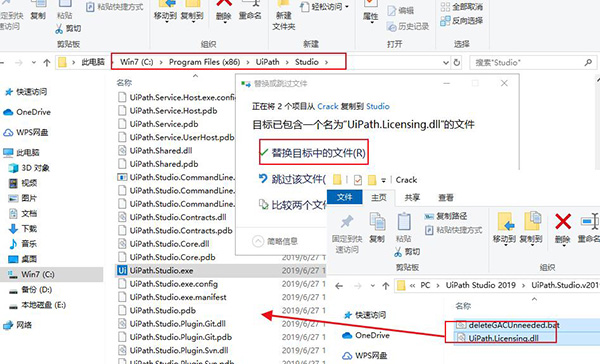 粘贴快捷方式
剪切
剪贴板
移动到 复制到
删除 重命名
组织
新建
文件夹
轻松访问
新建
属性
编辑
历史记录
打开
全部取消
反向选择
选择
此电脑 > Win7 (C:) > Program Files (x86) > UiPath > Studio >
搜索"Studio"
快速访问
OneDrive
WPS网盘
此电脑
3D 对象
视频
图片
文档
下载
音乐
桌面
Win7 (C:)
备份 (D:)
本地磁盘 (E:)
网络
UiPath.Service.Host.exe.config
UiPath.Service.Host.pdb
UiPath.Service.pdb
UiPath.Service.UserHost.pdb
UiPath.Shared.dll
UiPath.Shared.pdb
UiPath.Studio.CommandLine.
UiPath.Studio.CommandLine.
UiPath.Studio.Contracts.dll
UiPath.Studio.Contracts.pdb
UiPath.Studio.Core.dll
UiPath.Studio.Core.pdb
UiPath.Studio.exe
2019/6/27 1
UiPath.Studio.exe.config
2019/6/27 1
UiPath.Studio.exe.manifest
2019/6/27 1
UiPath.Studio.pdb
2019/6/27 1
UiPath.Studio.Plugin.Git.dll
UiPath.Studio.Plugin.Git.pdb
2019/6/27 1
UiPath.Studio.Plugin.Svn.dll
2019/6/27 1
替换或跳过文件
正在将 2 个项目从 Crack 复制到 Studio
目标已包含一个名为"UiPath.Licensing.dll"的文件
替换目标中的文件(R)
跳过该文件
比较两个文
简略信息
Crack
文件 主页 共享 查看
固定到快
速访问
复制
粘贴
复制路径
粘贴快捷方式
剪切
剪贴板
移动到 复制到 删除 重命名
组织
PC > UiPath Studio 2019 > UiPath.Studio.v2019
快速访问
OneDrive
WPS网盘
deleteGACUnneeded.bat
UiPath.Licensing.dll